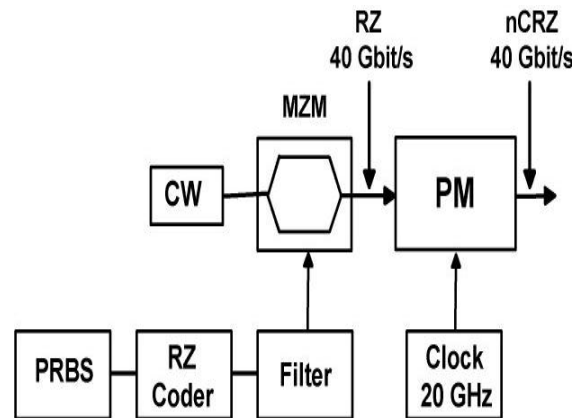 RZ
40 Gbit/s
nCRZ
40 Gbit/s
MZM
CW
PM
PRBS
RZ
Coder
Filter
Clock
20 GHz